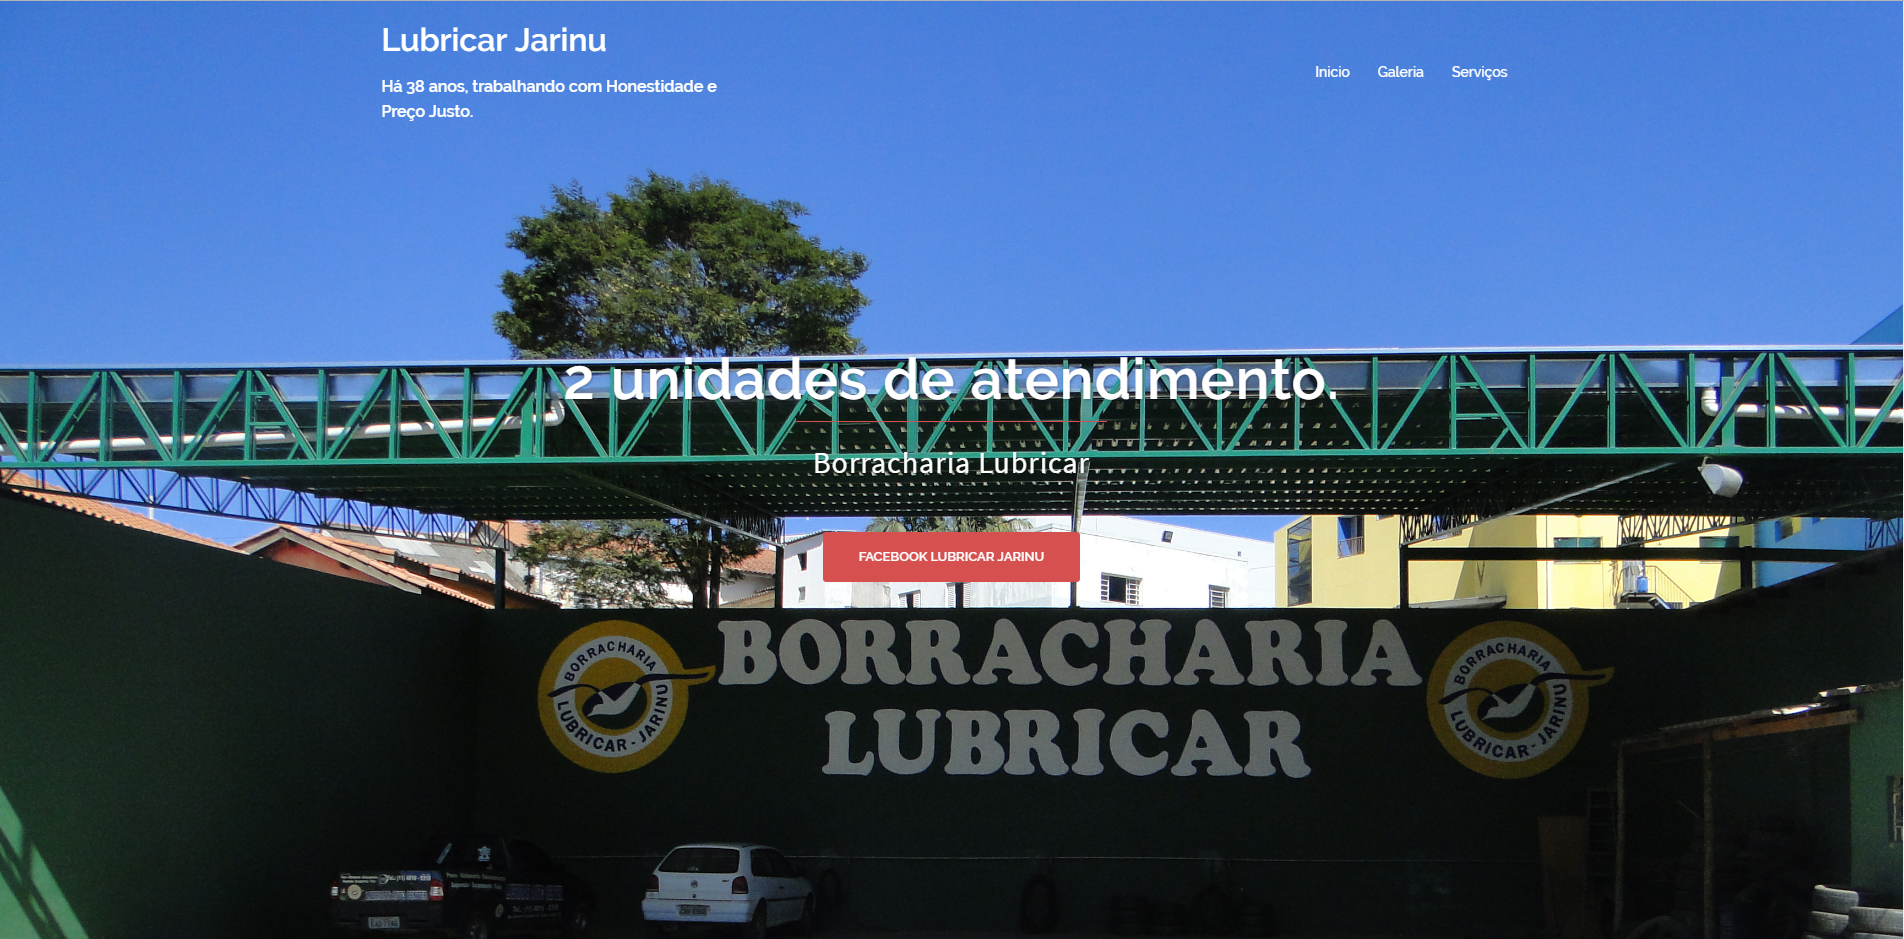 Lubricar Jarinu
Há 38 anos, trabalhando com Honestidade e
Preço Justo.
Inicio
Galeria
Serviços
2 unidades de atendimento.
Borracharia Lubricar
FACEBOOK LUBRICAR JARINU
BORRACHARIA
LUBRICAR
BORRACHARIA
LUBRICAR - JARINU
BORRACHARIA
LUBRICAR - JARINU